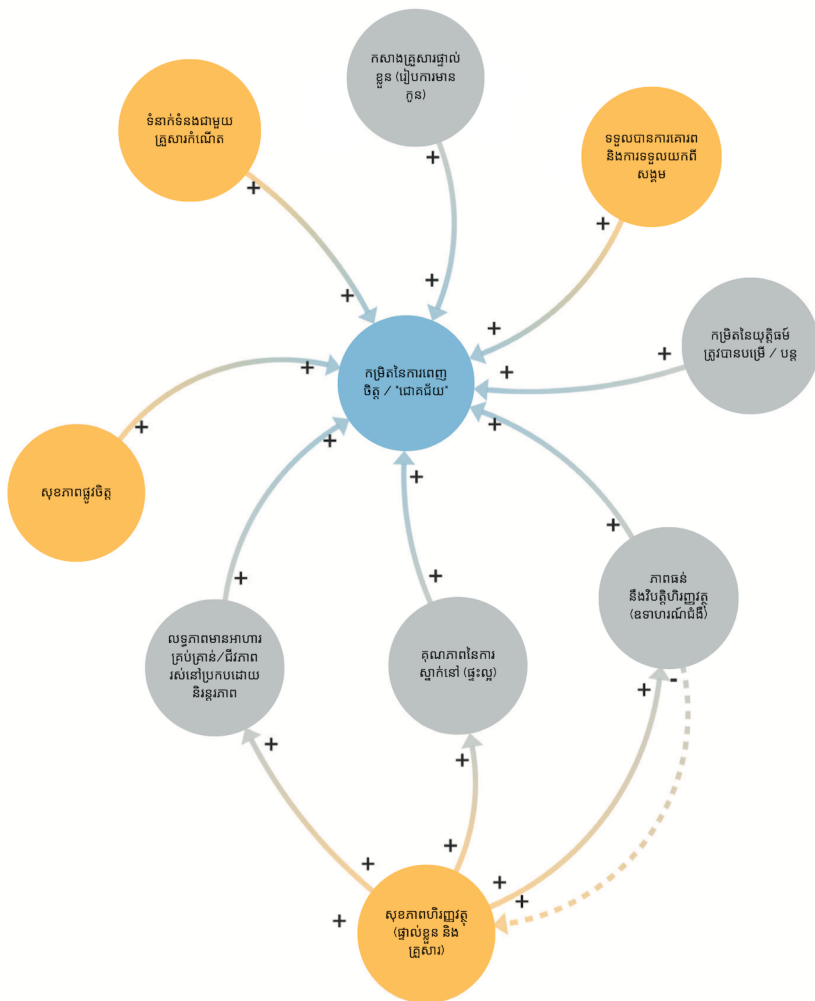 កសាងគ្រួសារផ្ទាល់
ខ្លួន (រៀបការមាន
កូន)
ទំនាក់ទំនងជាមួយ
គ្រួសារកំណើត
ទទួលបានការគោរព
និងការទទួលយកពី
សង្គម
កម្រិតនៃយុត្តិធម៍
ត្រូវបានបម្រើ / បន្ត
កម្រិតនៃការពេញ
ចិត្ត / "ជោគជ័យ"
សុខភាពផ្លូវចិត្ត
ភាពធន់
នឹងវិបត្តិហិរញ្ញវត្ថុ
(ឧទាហរណ៍ជំងឺ)
លទ្ធភាពមានអាហារ
គ្រប់គ្រាន់/ជីវភាព
រស់នៅប្រកបដោយ
និរន្តរភាព
គុណភាពនៃការ
ស្នាក់នៅ (ផ្ទះល្អ)
សុខភាពហិរញ្ញវត្ថុ
(ផ្ទាល់ខ្លួន និង
គ្រួសារ)